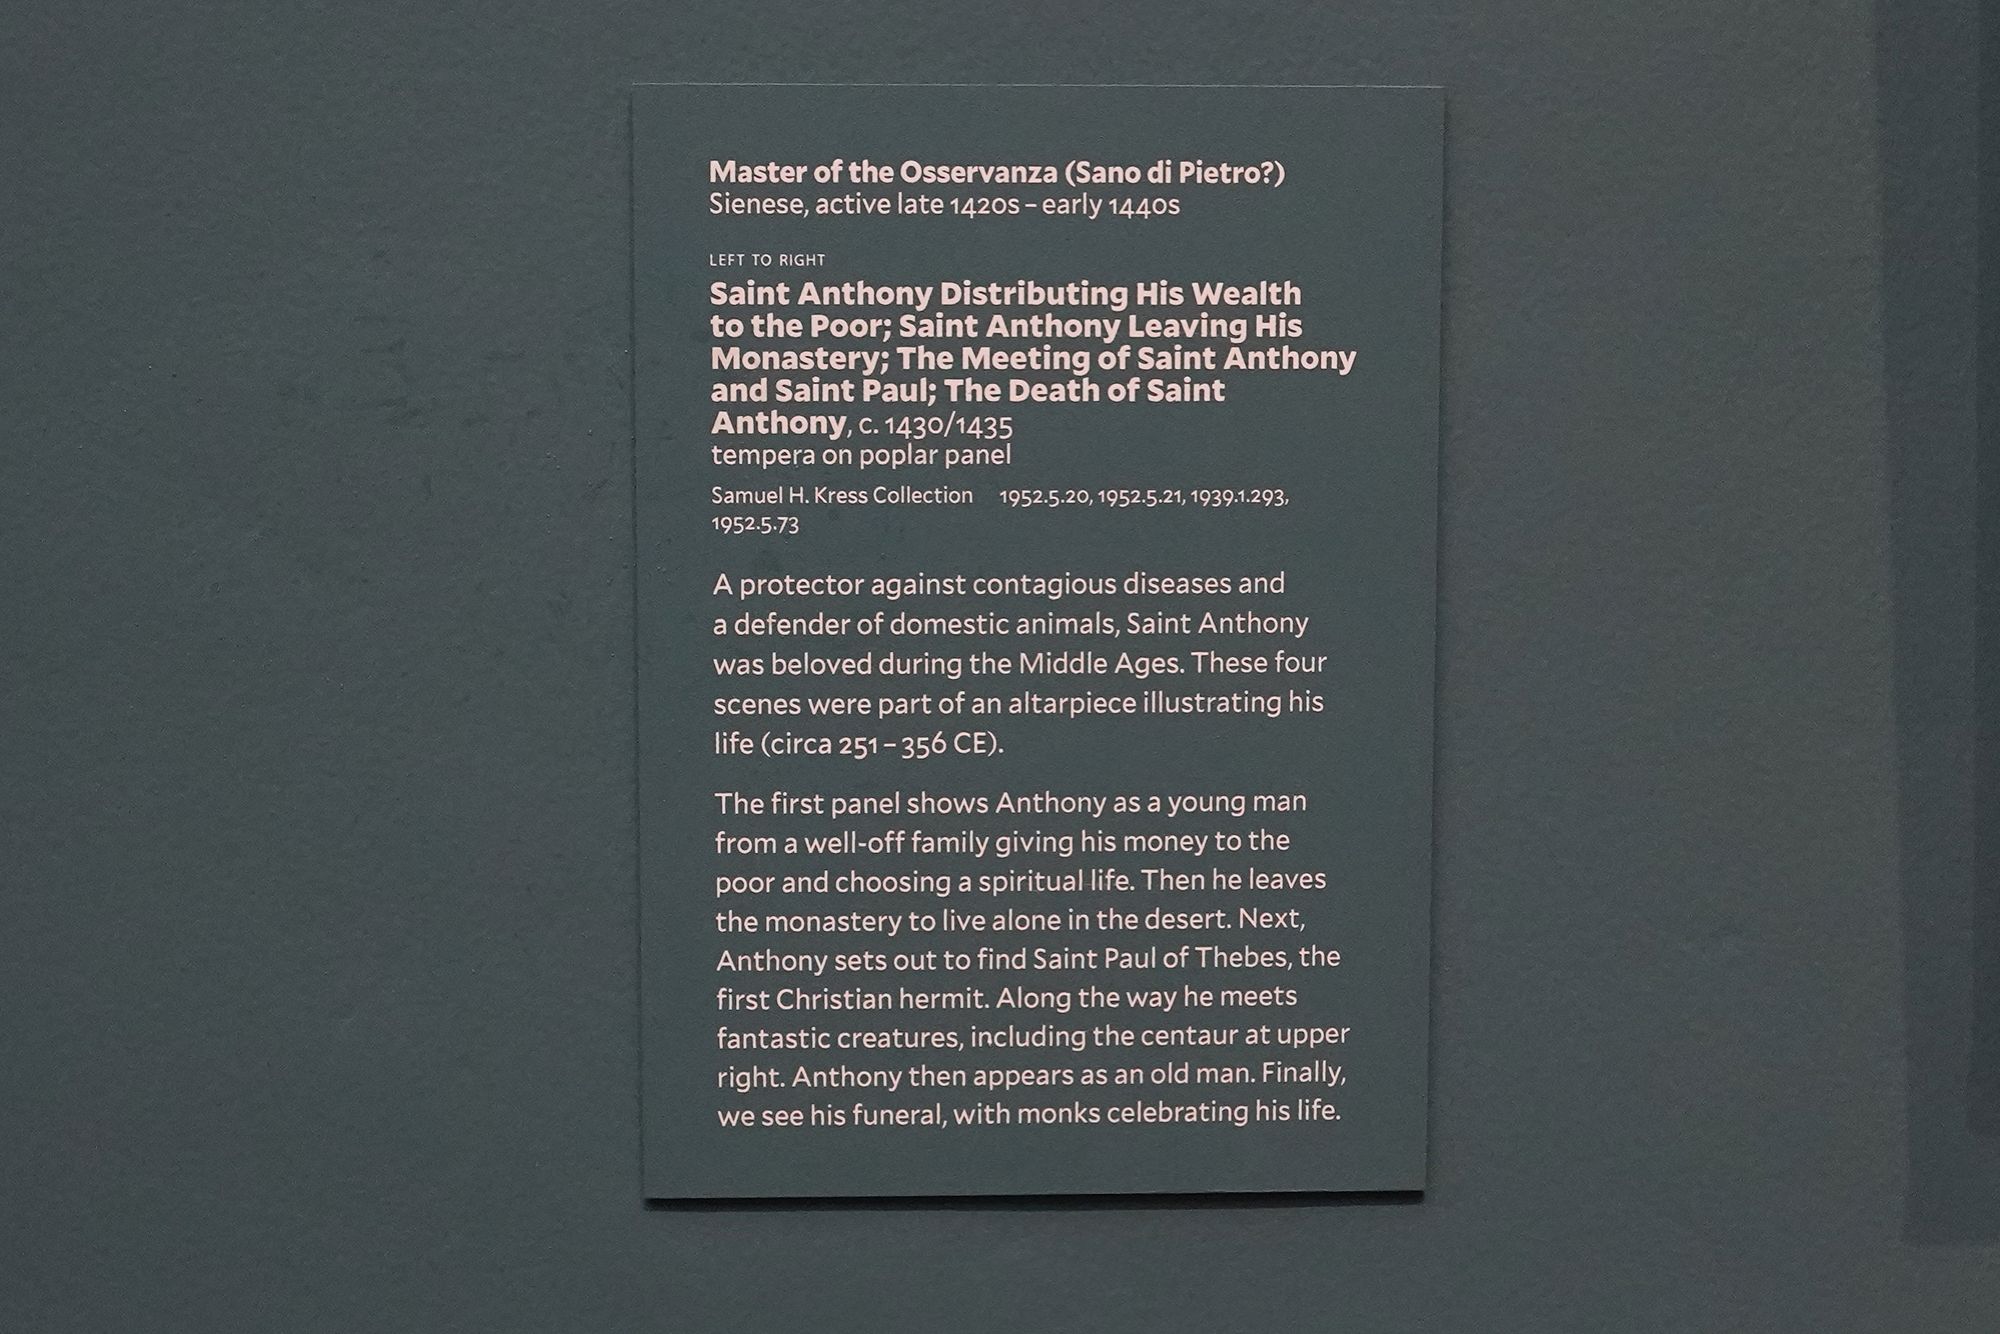 Master of the Osservanza (Sano di Pietro?)
Sienese, active late 1420s – early 1440s
LEFT TO RIGHT
Saint Anthony Distributing His Wealth
to the Poor; Saint Anthony Leaving His
Monastery; The Meeting of Saint Anthony
and Saint Paul; The Death of Saint
Anthony, c. 1430/1435
tempera on poplar panel
Samuel H. Kress Collection 1952.5.20, 1952.5.21, 1939.1.293,
1952.5.73
A protector against contagious diseases and
a defender of domestic animals, Saint Anthony
was beloved during the Middle Ages. These four
scenes were part of an altarpiece illustrating his
life (circa 251 – 356 CE).
The first panel shows Anthony as a young man
from a well-off family giving his money to the
poor and choosing a spiritual life. Then he leaves
the monastery to live alone in the desert. Next,
Anthony sets out to find Saint Paul of Thebes, the
first Christian hermit. Along the way he meets
fantastic creatures, including the centaur at upper
right. Anthony then appears as an old man. Finally,
we see his funeral, with monks celebrating his life.